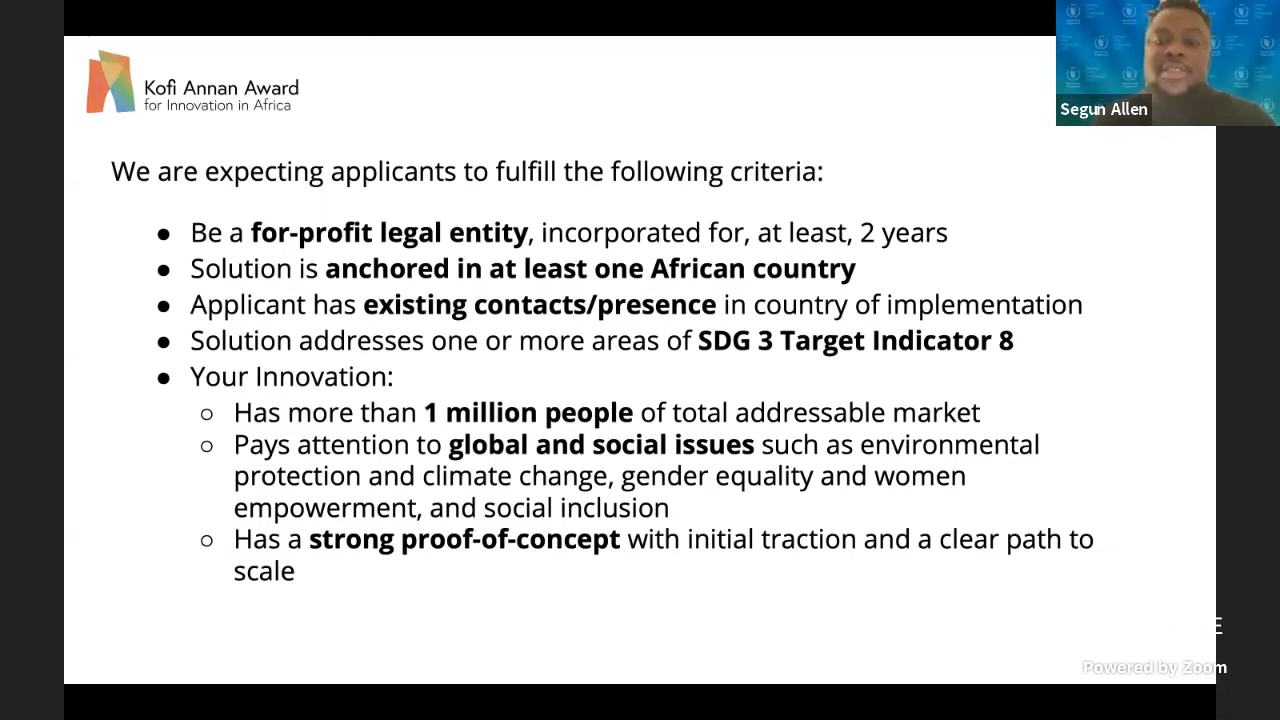 Kofi Annan Award
for Innovation in Africa
Segun Allen
We are expecting applicants to fulfill the following criteria:
● Be a for-profit legal entity, incorporated for, at least, 2 years
● Solution is anchored in at least one African country
● Applicant has existing contacts/presence in country of implementation
● Solution addresses one or more areas of SDG 3 Target Indicator 8
● Your Innovation:
○ Has more than 1 million people of total addressable market
○ Pays attention to global and social issues such as environmental
protection and climate change, gender equality and women
empowerment, and social inclusion
○ Has a strong proof-of-concept with initial traction and a clear path to
scale
E
Powered by Zoom